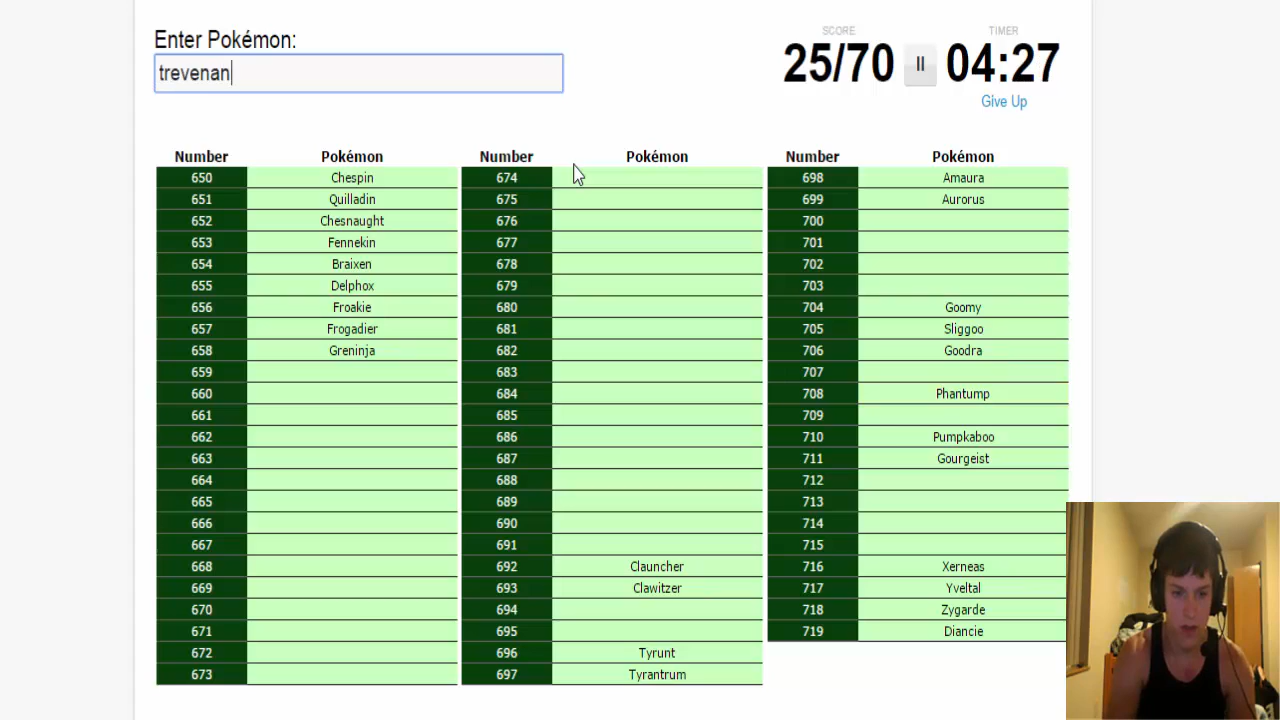 Enter Pokémon:
trevenan
SCORE
25/70
TIMER
04:27
Give Up
Number Pokémon Number Pokémon Number Pokémon
650 Chespin 674 698 Amaura
651 Quilladin 675 699 Aurorus
652 Chesnaught 676 700
653 Fennekin 677 701
654 Braixen 678 702
655 Delphox 679 703
656 Froakie 680 704 Goomy
657 Frogadier 681 705 Sliggoo
658 Greninja 682 706 Goodra
659 683 707
660 684 708 Phantump
661 685 709
662 686 710 Pumpkaboo
663 687 711 Gourgeist
664 688 712
665 689 713
666 690 714
667 691 715
668 692 Clauncher 716 Xerneas
669 693 Clawitzer 717 Yveltal
670 694 718 Zygarde
671 695 719 Diancie
672 696 Tyrunt
673 697 Tyrantrum